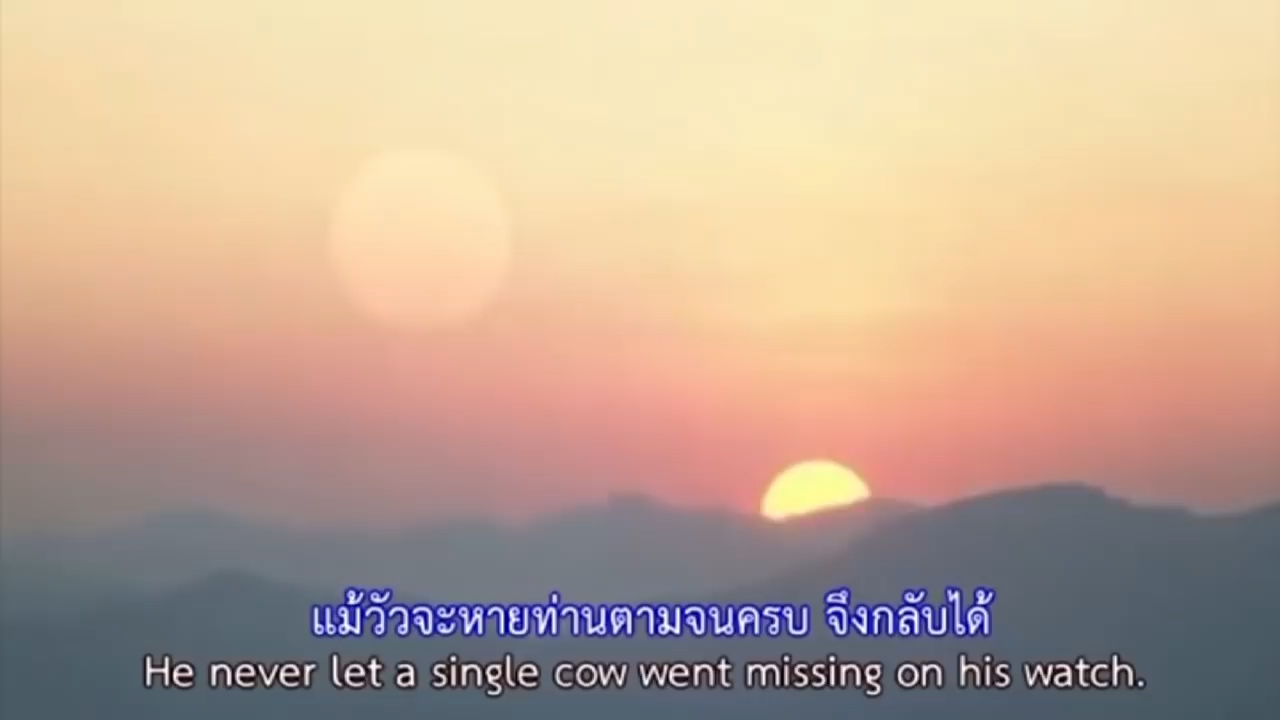 แม้วัวจะหายท่านตามจนครบ จึงกลับได้
He never let a single cow went missing on his watch.